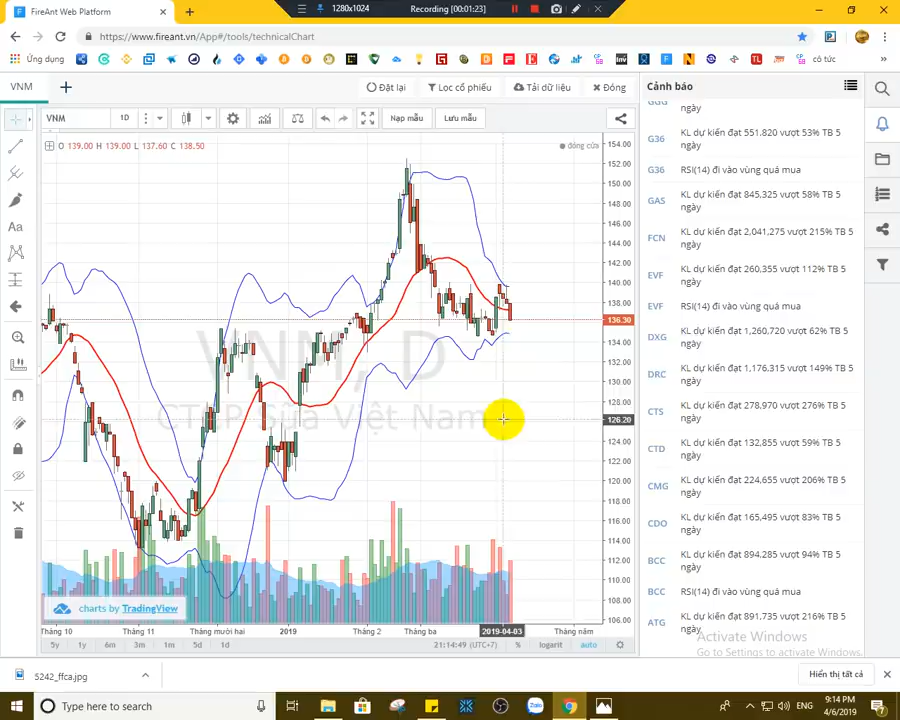 FireAnt Web Platform
1280x1024
Recording [00:01:23]
https://www.fireant.vn/App#/tools/technicalChart
Ứng dụng
có tức
VNM
Đặt lại
Lọc cổ phiếu
Tải dữ liệu
Đóng
VNM
1D
Nạp mẫu
Lưu mẫu
O 139.00 H 139.00 L 137.60 C 138.50
đóng cửa
VNM, D
CTCP Sữa Việt Nam
154.00
152.00
150.00
148.00
146.00
144.00
142.00
140.00
138.00
136.30
134.00
132.00
130.00
128.00
126.20
124.00
122.00
120.00
118.00
116.00
114.00
112.00
110.00
108.00
106.00
charts by TradingView
Tháng 10
Tháng 11
Tháng mười hai
2019
Tháng 2
Tháng ba
2019-04-03
Tháng năm
5y
1y
6m
3m
1m
5d
1d
21:14:49 (UTC+7)
%
logarit
auto
Cảnh báo
GGG
ngày
G36
KL dự kiến đạt 551.820 vượt 53% TB 5
ngày
G36
RSI(14) đi vào vùng quá mua
GAS
KL dự kiến đạt 845,325 vượt 58% TB 5
ngày
FCN
KL dự kiến đạt 2,041,275 vượt 215% TB 5
ngày
EVF
KL dự kiến đạt 260,355 vượt 112% TB 5
ngày
EVF
RSI(14) đi vào vùng quá mua
DXG
KL dự kiến đạt 1,260,720 vượt 62% TB 5
ngày
DRC
KL dự kiến đạt 1,176,315 vượt 149% TB 5
ngày
CTS
KL dự kiến đạt 278,970 vượt 276% TB 5
ngày
CTD
KL dự kiến đạt 132,855 vượt 59% TB 5
ngày
CMG
KL dự kiến đạt 224,655 vượt 206% TB 5
ngày
CDO
KL dự kiến đạt 165,495 vượt 83% TB 5
ngày
BCC
KL dự kiến đạt 894.285 vượt 94% TB 5
ngày
BCC
RSI(14) đi vào vùng quá mua
ATG
KL dự kiến đạt 891,735 vượt 216% TB 5
ngày
Activate Windows
Go to Settings to activate Windows.
5242_ffca.jpg
Hiển thị tất cả
Type here to search
Zalo
ENG
9:14 PM
4/6/2019